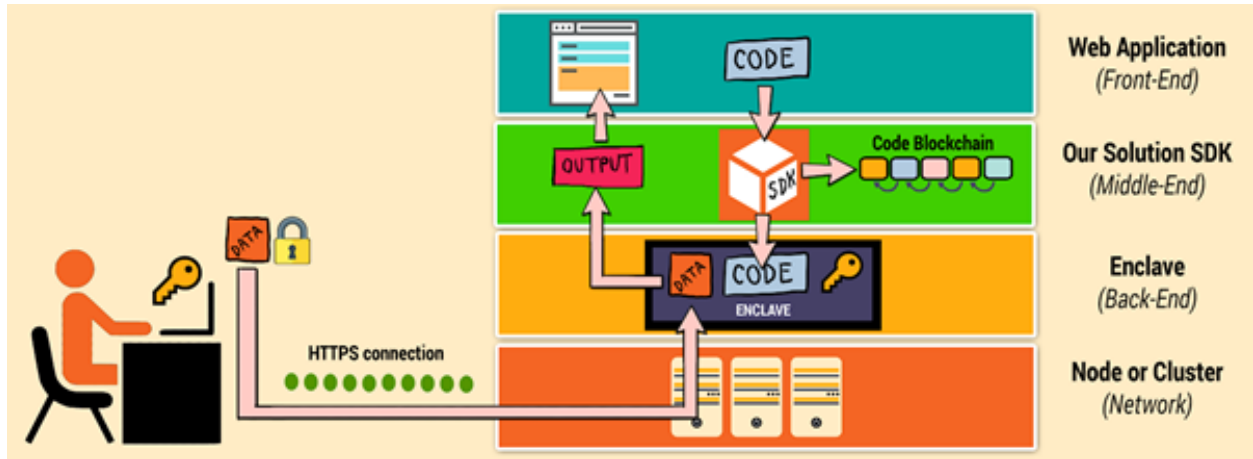 CODE
Web Application
(Front-End)
OUTPUT
SDK
Code Blockchain
Our Solution SDK
(Middle-End)
DATA
DATA
CODE
ENCLAVE
Enclave
(Back-End)
HTTPS connection
Node or Cluster
(Network)